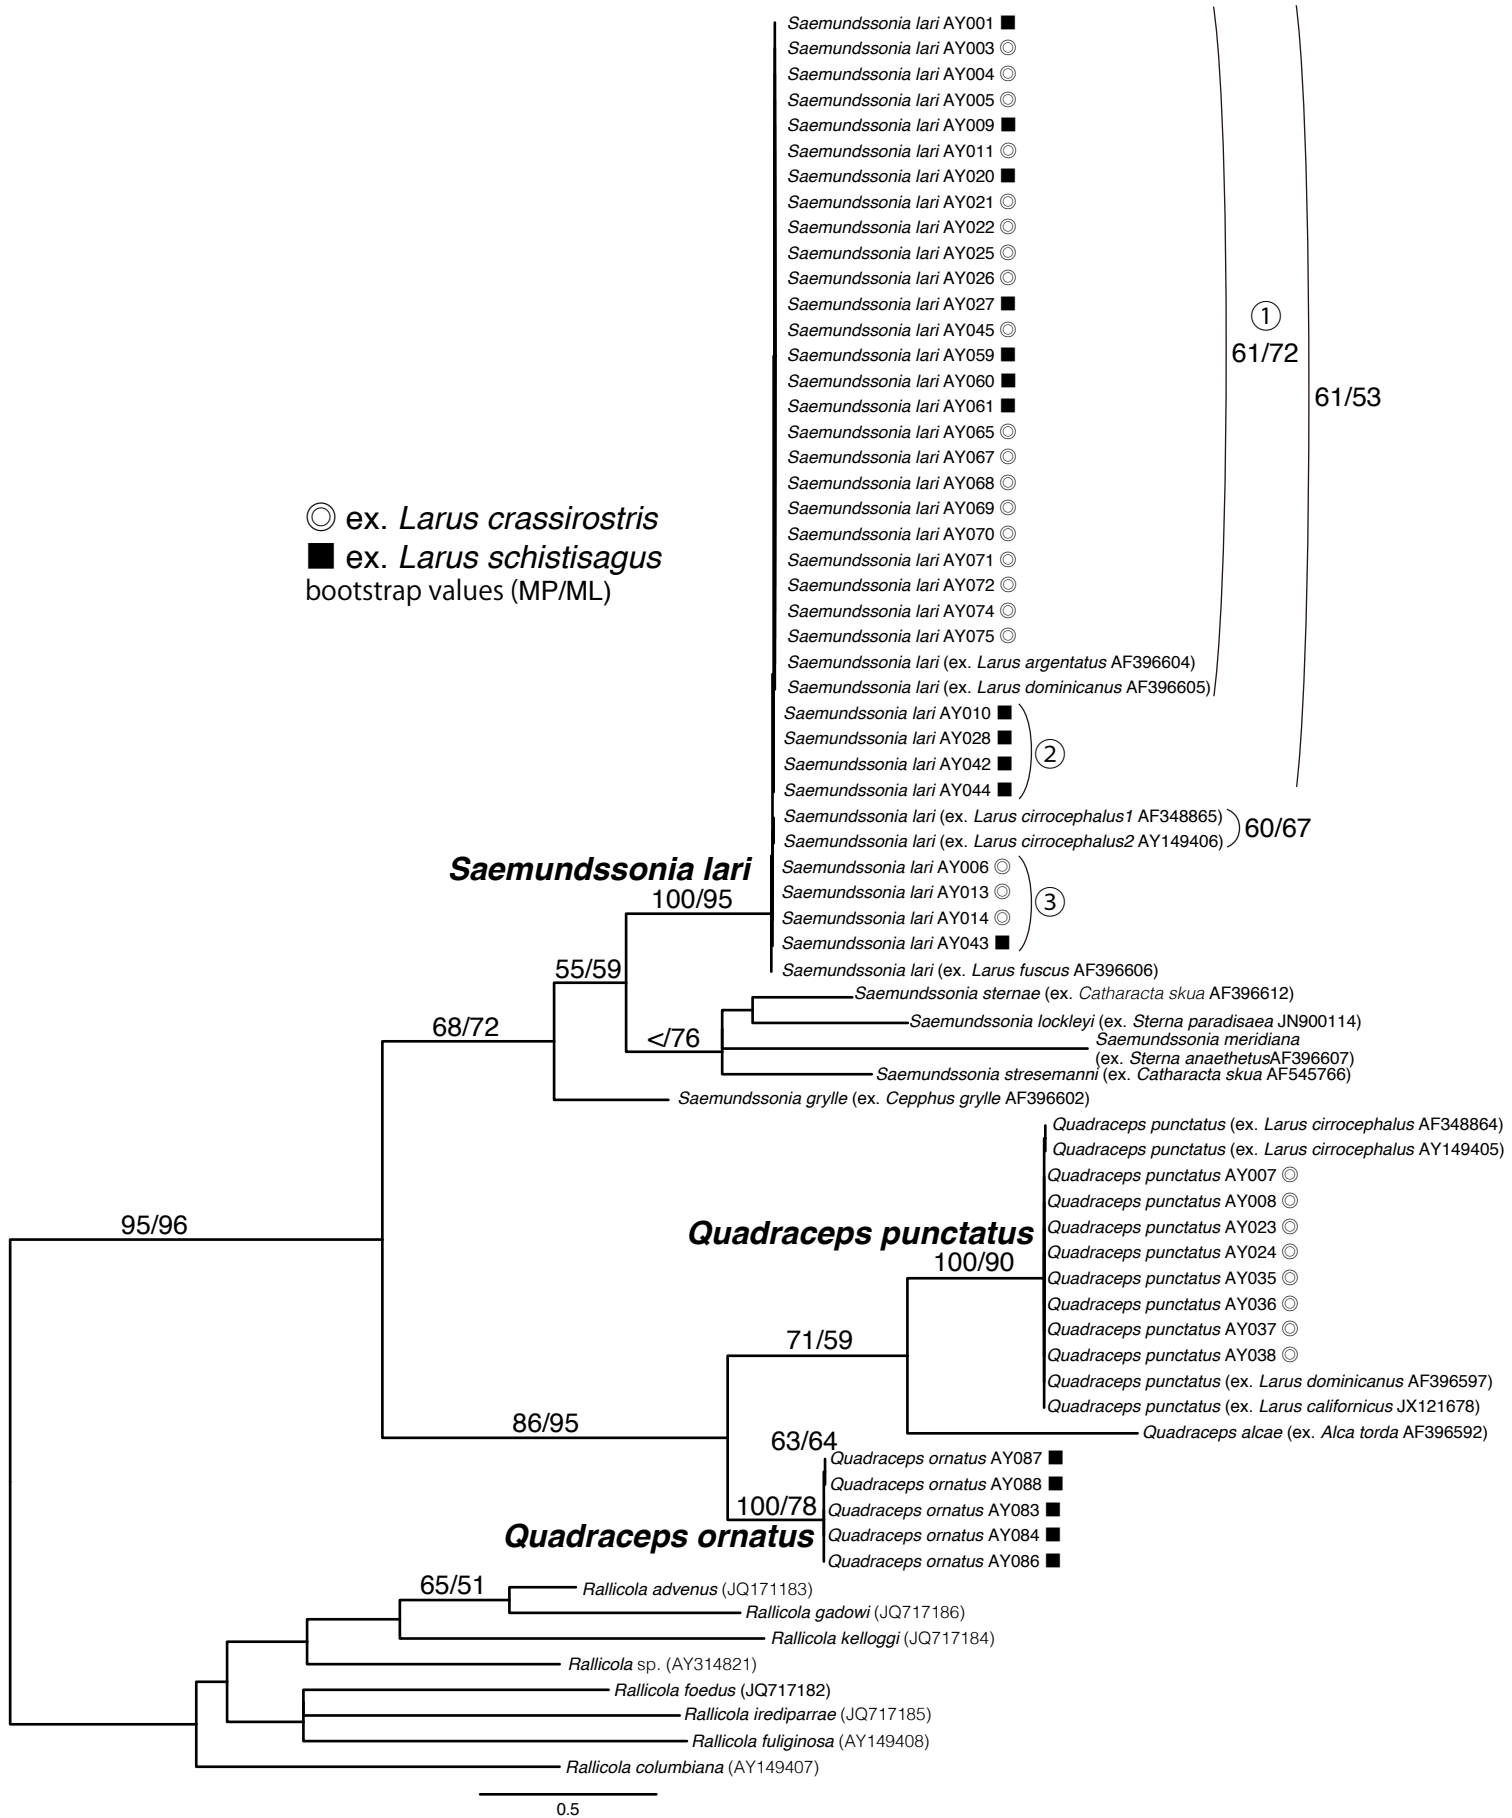 Saemundssonia lari AY001 ■
Saemundssonia lari AY003 ◎
Saemundssonia lari AY004 ◎
Saemundssonia lari AY005 ◎
Saemundssonia lari AY009 ■
Saemundssonia lari AY011 ◎
Saemundssonia lari AY020 ■
Saemundssonia lari AY021 ◎
Saemundssonia lari AY022 ◎
Saemundssonia lari AY025 ◎
Saemundssonia lari AY026 ◎
Saemundssonia lari AY027 ■
Saemundssonia lari AY045 ◎
Saemundssonia lari AY059 ■
Saemundssonia lari AY060 ■
Saemundssonia lari AY061 ■
Saemundssonia lari AY065 ◎
Saemundssonia lari AY067 ◎
Saemundssonia lari AY068 ◎
Saemundssonia lari AY069 ◎
Saemundssonia lari AY070 ◎
Saemundssonia lari AY071 ◎
Saemundssonia lari AY072 ◎
Saemundssonia lari AY074 ◎
Saemundssonia lari AY075 ◎
Saemundssonia lari (ex. Larus argentatus AF396604)
Saemundssonia lari (ex. Larus dominicanus AF396605)
①
61/72
61/53
◎ ex. Larus crassirostris
■ ex. Larus schistisagus
bootstrap values (MP/ML)
Saemundssonia lari AY010 ■
Saemundssonia lari AY028 ■
Saemundssonia lari AY042 ■
Saemundssonia lari AY044 ■
②
Saemundssonia lari (ex. Larus cirrocephalus1 AF348865)
Saemundssonia lari (ex. Larus cirrocephalus2 AY149406)
60/67
Saemundssonia lari
100/95
Saemundssonia lari AY006 ◎
Saemundssonia lari AY013 ◎
Saemundssonia lari AY014 ◎
Saemundssonia lari AY043 ■
③
Saemundssonia lari (ex. Larus fuscus AF396606)
55/59
Saemundssonia sternae (ex. Catharacta skua AF396612)
Saemundssonia lockleyi (ex. Sterna paradisaea JN900114)
68/72
</76
Saemundssonia meridiana
(ex. Sterna anaethetusAF396607)
Saemundssonia stresemanni (ex. Catharacta skua AF545766)
Saemundssonia grylle (ex. Cepphus grylle AF396602)
Quadraceps punctatus (ex. Larus cirrocephalus AF348864)
Quadraceps punctatus (ex. Larus cirrocephalus AY149405)
Quadraceps punctatus AY007 ◎
Quadraceps punctatus AY008 ◎
Quadraceps punctatus AY023 ◎
Quadraceps punctatus AY024 ◎
Quadraceps punctatus AY035 ◎
Quadraceps punctatus AY036 ◎
Quadraceps punctatus AY037 ◎
Quadraceps punctatus AY038 ◎
Quadraceps punctatus (ex. Larus dominicanus AF396597)
Quadraceps punctatus (ex. Larus californicus JX121678)
95/96
Quadraceps punctatus
100/90
71/59
Quadraceps alcae (ex. Alca torda AF396592)
86/95
63/64
Quadraceps ornatus AY087 ■
Quadraceps ornatus AY088 ■
Quadraceps ornatus AY083 ■
Quadraceps ornatus AY084 ■
Quadraceps ornatus AY086 ■
100/78
Quadraceps ornatus
65/51
Rallicola advenus (JQ171183)
Rallicola gadowi (JQ717186)
Rallicola kelloggi (JQ717184)
Rallicola sp. (AY314821)
Rallicola foedus (JQ717182)
Rallicola irediparrae (JQ717185)
Rallicola fuliginosa (AY149408)
Rallicola columbiana (AY149407)
0.5